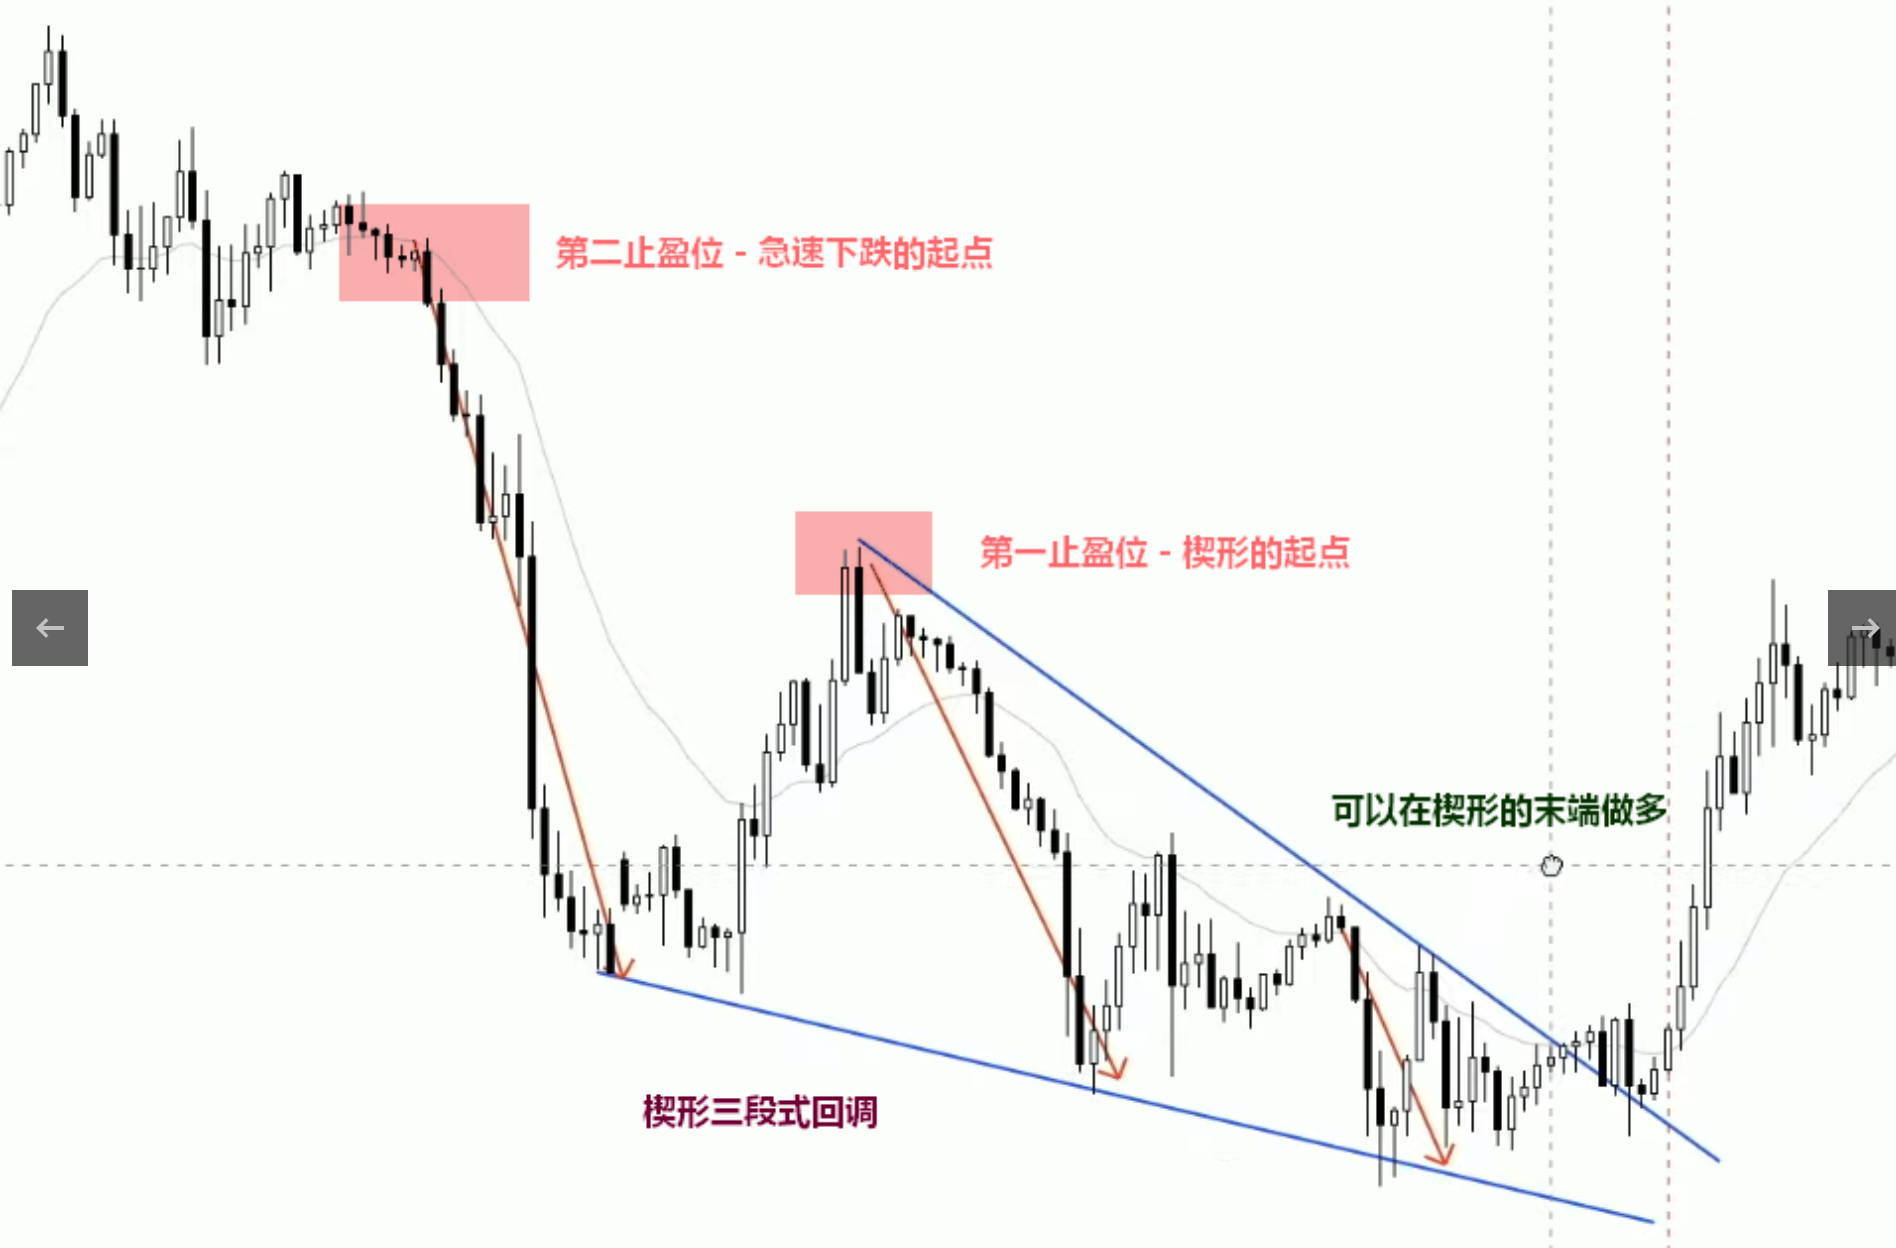 第二止盈位 - 急速下跌的起点
第一止盈位 - 楔形的起点
可以在楔形的末端做多
楔形三段式回调